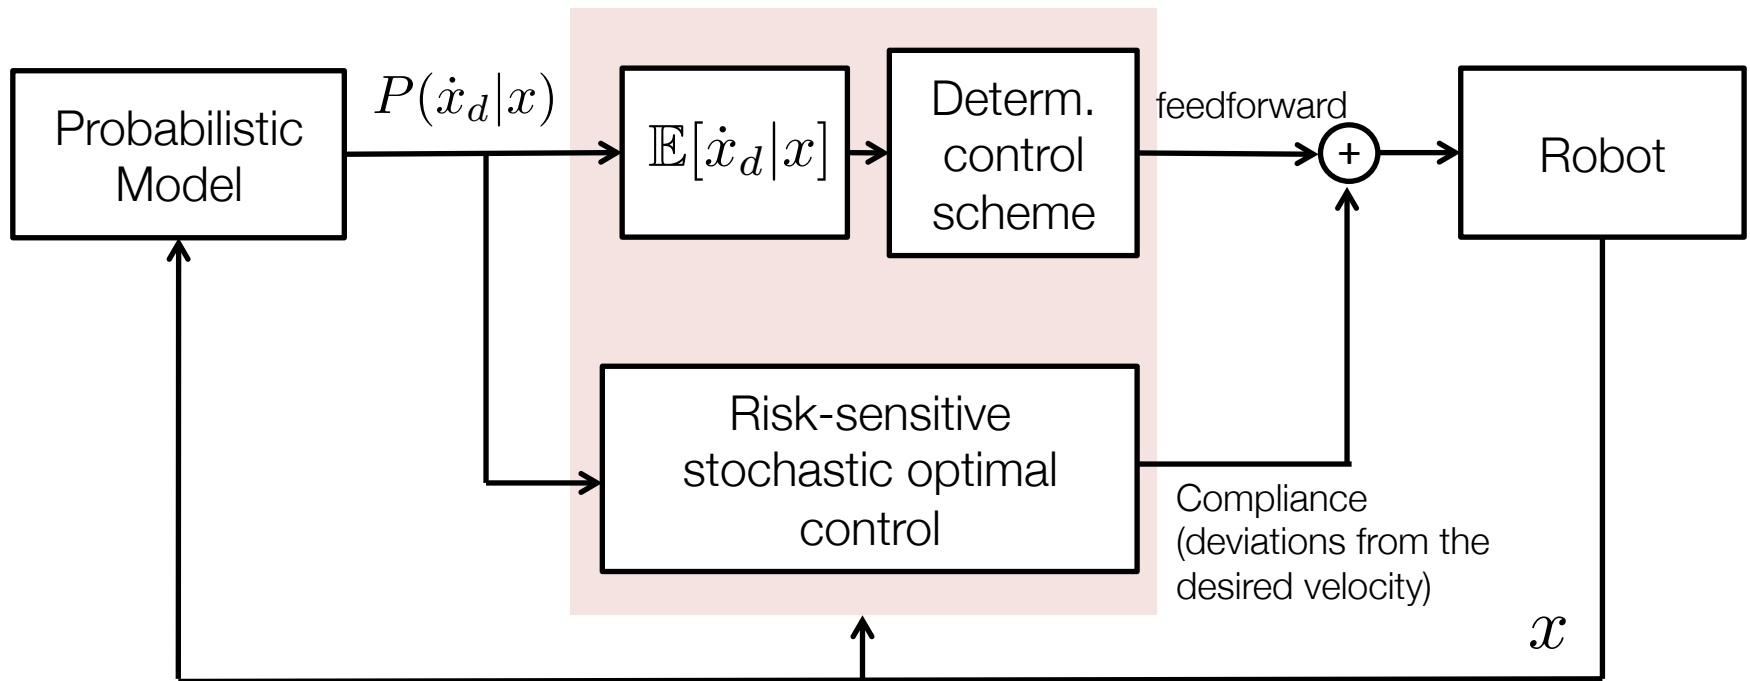 Probabilistic
Model
P(ẋ_d|x)
𝔼[ẋ_d|x]
Determ.
control
scheme
feedforward
+
Robot
Risk-sensitive
stochastic optimal
control
Compliance
(deviations from the
desired velocity)
x